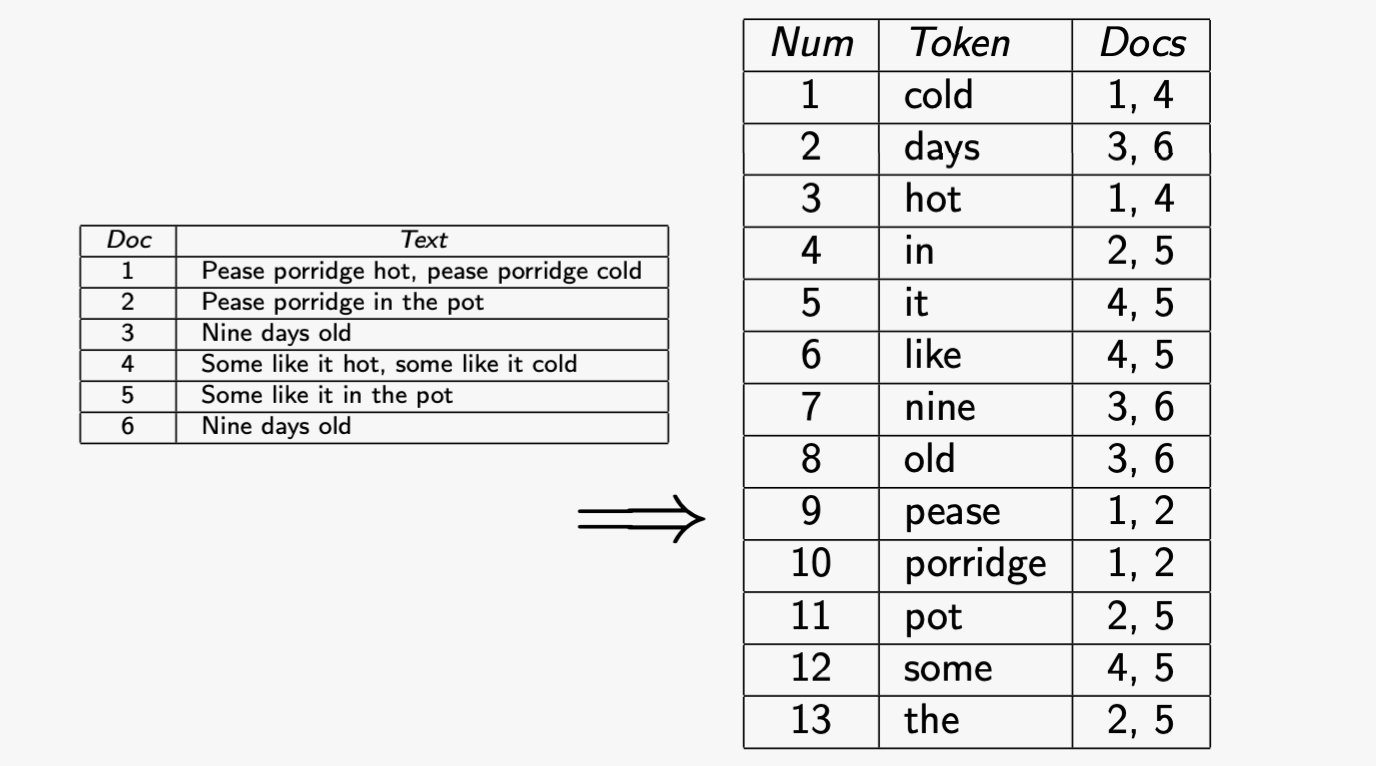 Doc Text
1 Pease porridge hot, pease porridge cold
2 Pease porridge in the pot
3 Nine days old
4 Some like it hot, some like it cold
5 Some like it in the pot
6 Nine days old
Num Token Docs
1 cold 1, 4
2 days 3, 6
3 hot 1, 4
4 in 2, 5
5 it 4, 5
6 like 4, 5
7 nine 3, 6
8 old 3, 6
9 pease 1, 2
10 porridge 1, 2
11 pot 2, 5
12 some 4, 5
13 the 2, 5